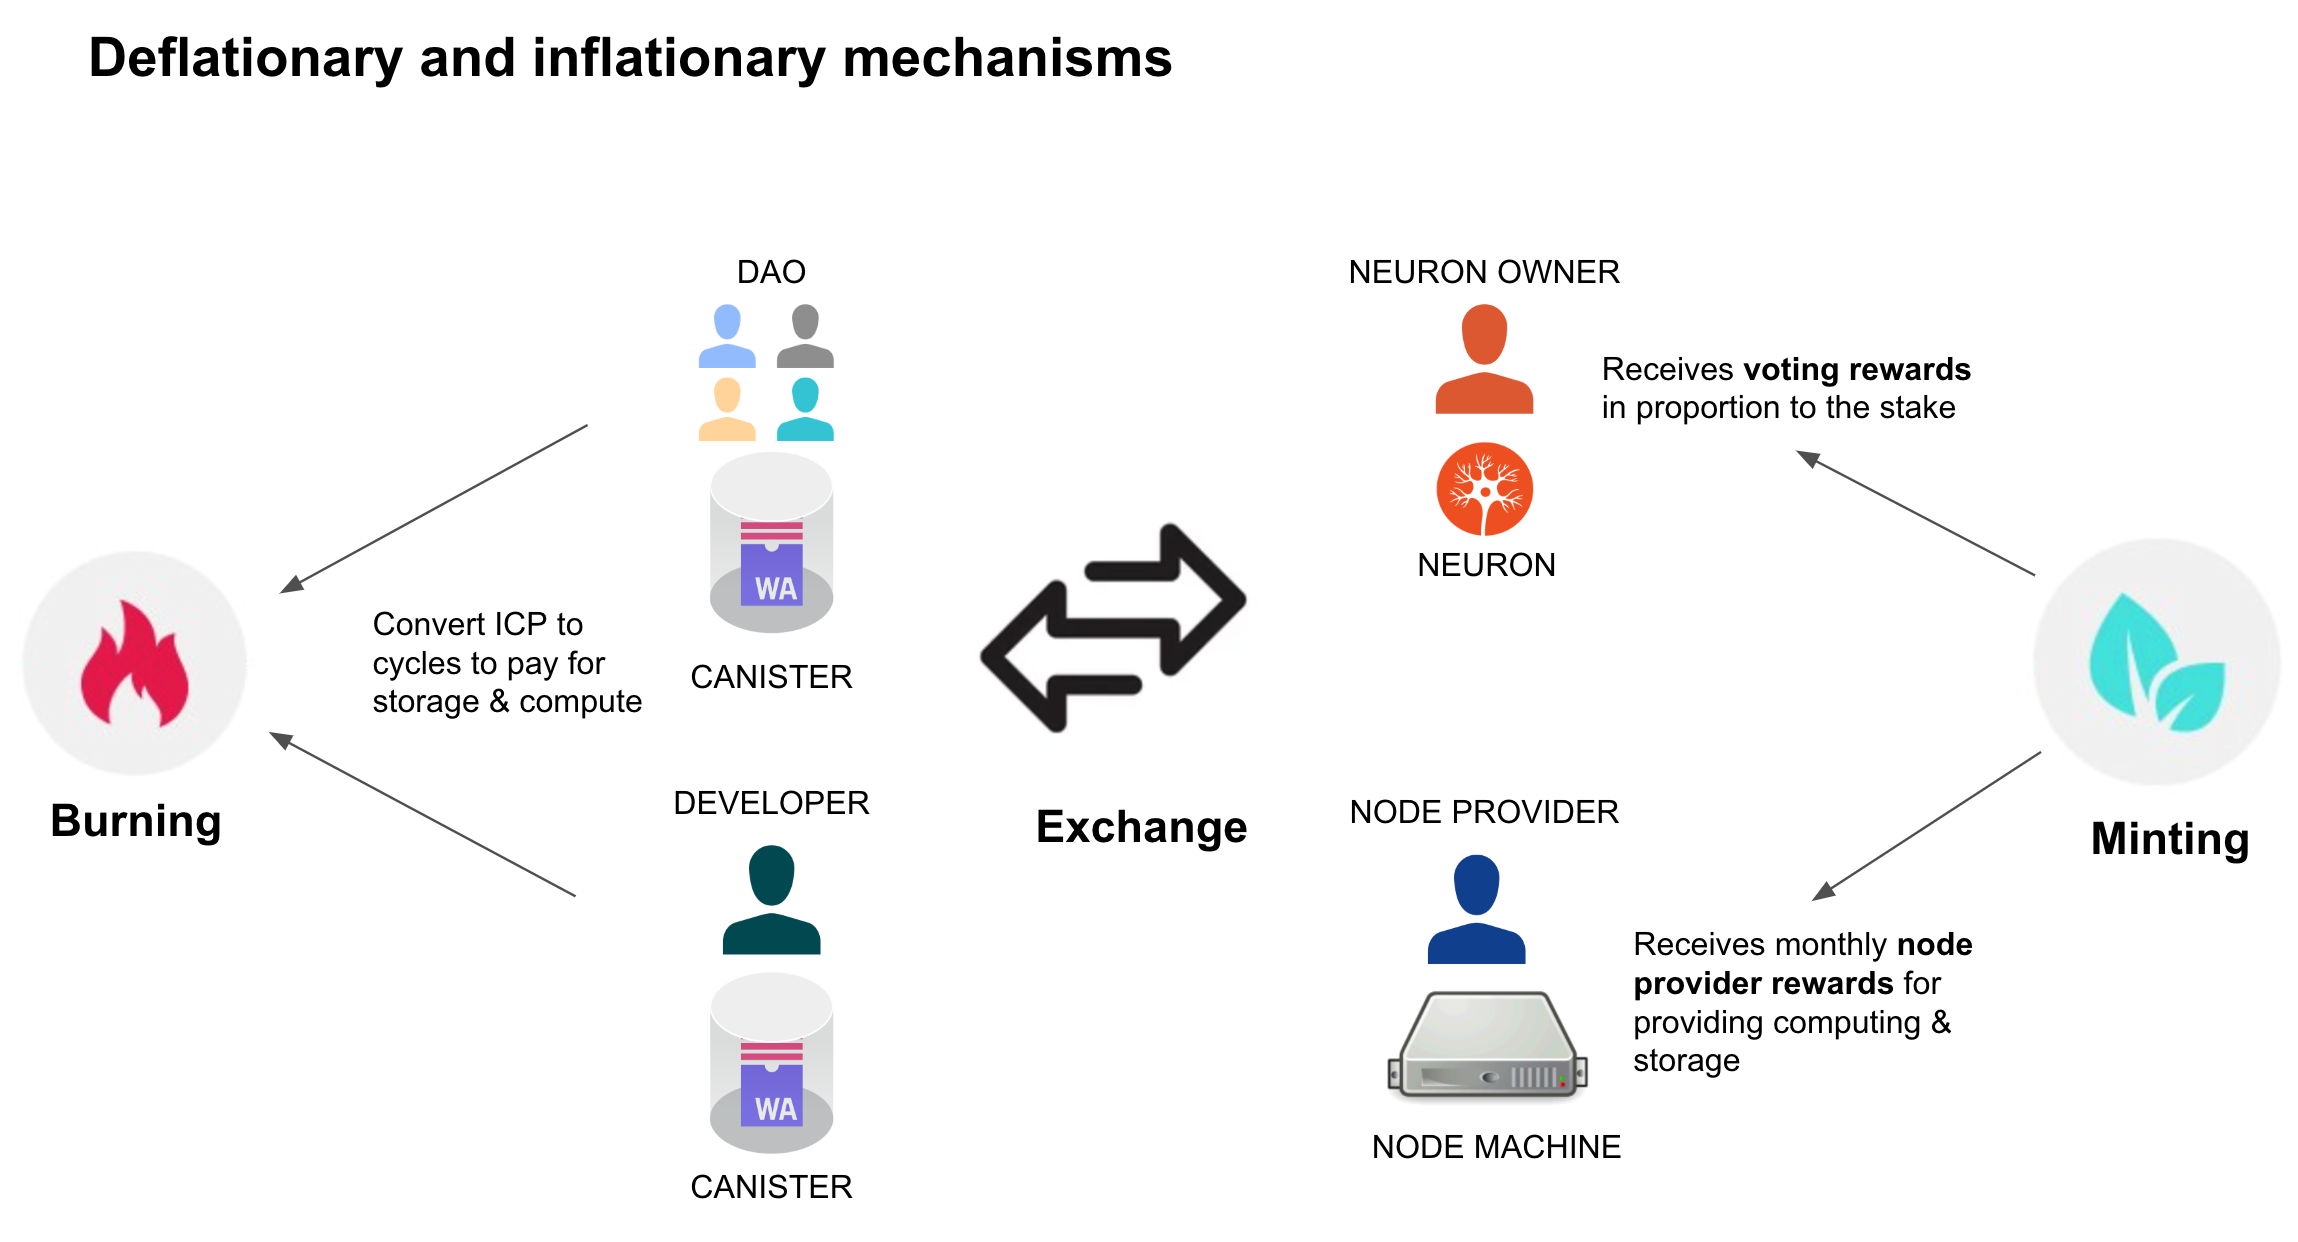 Deflationary and inflationary mechanisms
DAO
WA
CANISTER
Convert ICP to
cycles to pay for
storage & compute
Burning
DEVELOPER
WA
CANISTER
Exchange
NEURON OWNER
Receives voting rewards
in proportion to the stake
NEURON
NODE PROVIDER
Receives monthly node
provider rewards for
providing computing &
storage
NODE MACHINE
Minting